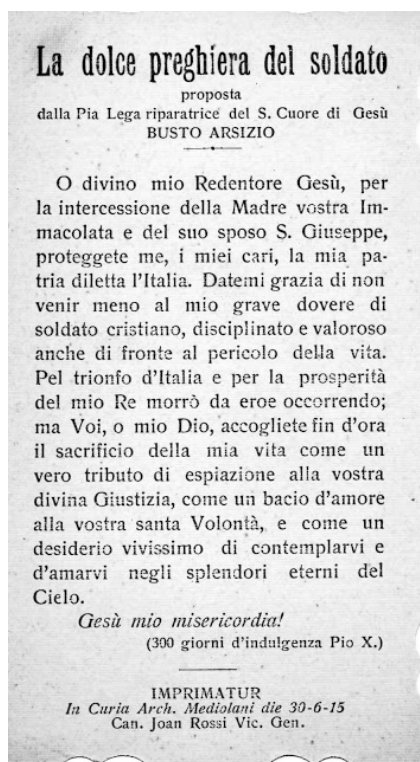 La dolce preghiera del soldato
proposta
dalla Pia Lega riparatrice del S. Cuore di Gesù
BUSTO ARSIZIO
O divino mio Redentore Gesù, per
la intercessione della Madre vostra Im-
macolata e del suo sposo S. Giuseppe,
proteggete me, i miei cari, la mia pa-
tria diletta l'Italia. Datemi grazia di non
venir meno al mio grave dovere di
soldato cristiano, disciplinato e valoroso
anche di fronte al pericolo della vita.
Pel trionfo d'Italia e per la prosperità
del mio Re morrò da eroe occorrendo;
ma Voi, o mio Dio, accogliete fin d'ora
il sacrificio della mia vita come un
vero tributo di espiazione alla vostra
divina Giustizia, come un bacio d'amore
alla vostra santa Volontà, e come un
desiderio vivissimo di contemplarvi e
d'amarvi negli splendori eterni del
Cielo.
Gesù mio misericordia!
(300 giorni d'indulgenza Pio X.)
IMPRIMATUR
In Curia Arch. Mediolani die 30-6-15
Can. Joan Rossi Vic. Gen.